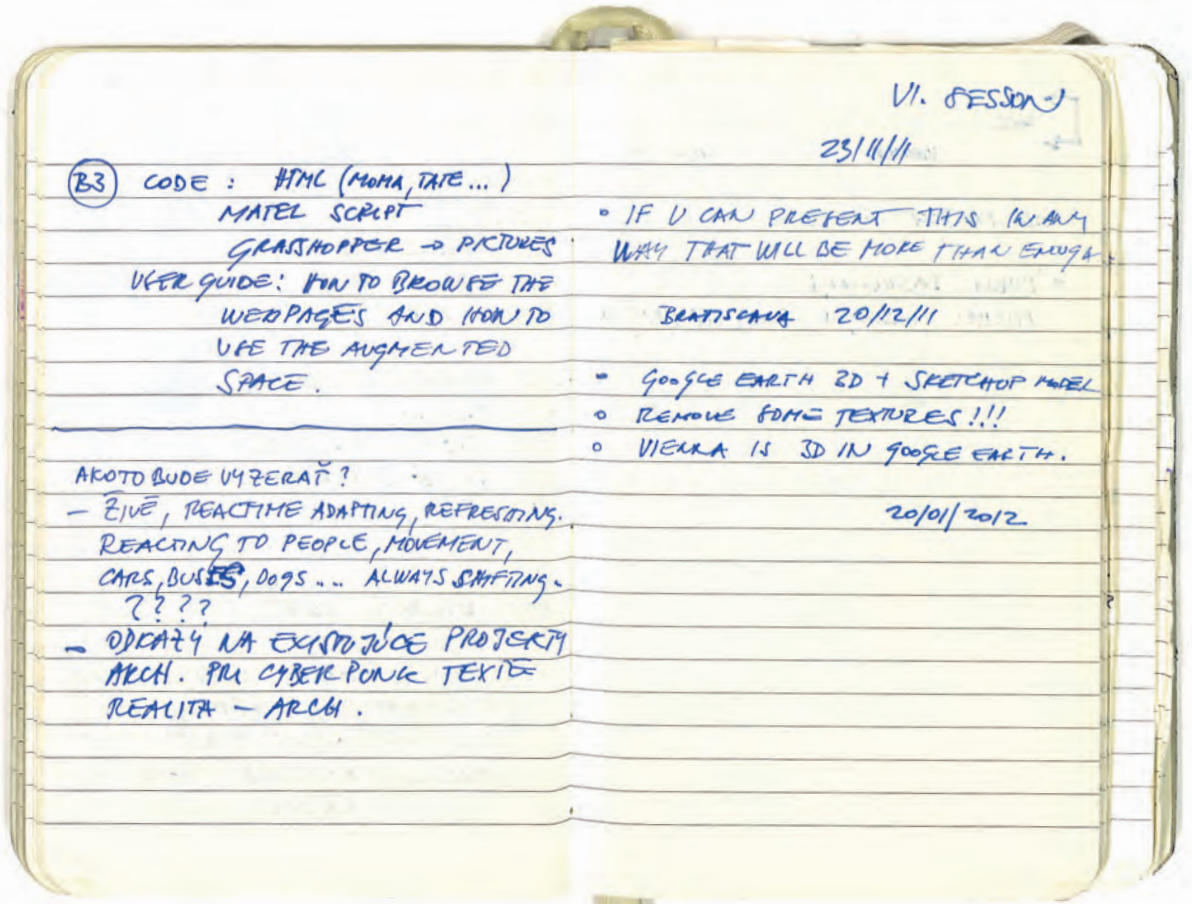 B3 CODE : HTML (MOMA, TATE ...)
MATEL SCRIPT
GRASSHOPPER → PICTURES
USER GUIDE: HOW TO BROWSE THE
WEBPAGES AND HOW TO
USE THE AUGMENTED
SPACE.
AKOTO BUDE VYZERAŤ?
– ŽIVĒ, REACTIME ADAPTING, REFRESHING.
REACTING TO PEOPLE, MOVEMENT,
CARS, BUSES, DOGS ... ALWAYS SHIFTING.
????
– ODKAZY NA EXISTUJÚCE PROJEKTY
ARCH. PRI CYBERPUNK TEXTE
REALITA – ARCH.
VI. SESSION
23/11/11
• IF U CAN PRESENT THIS IN ANY
WAY THAT WILL BE MORE THAN ENOUGH.
BRATISLAVA 20/12/11
• GOOGLE EARTH 3D + SKETCHUP MODEL
• REMOVE SOME TEXTURES!!!
• VIENNA IS 3D IN GOOGLE EARTH.
20/01/2012